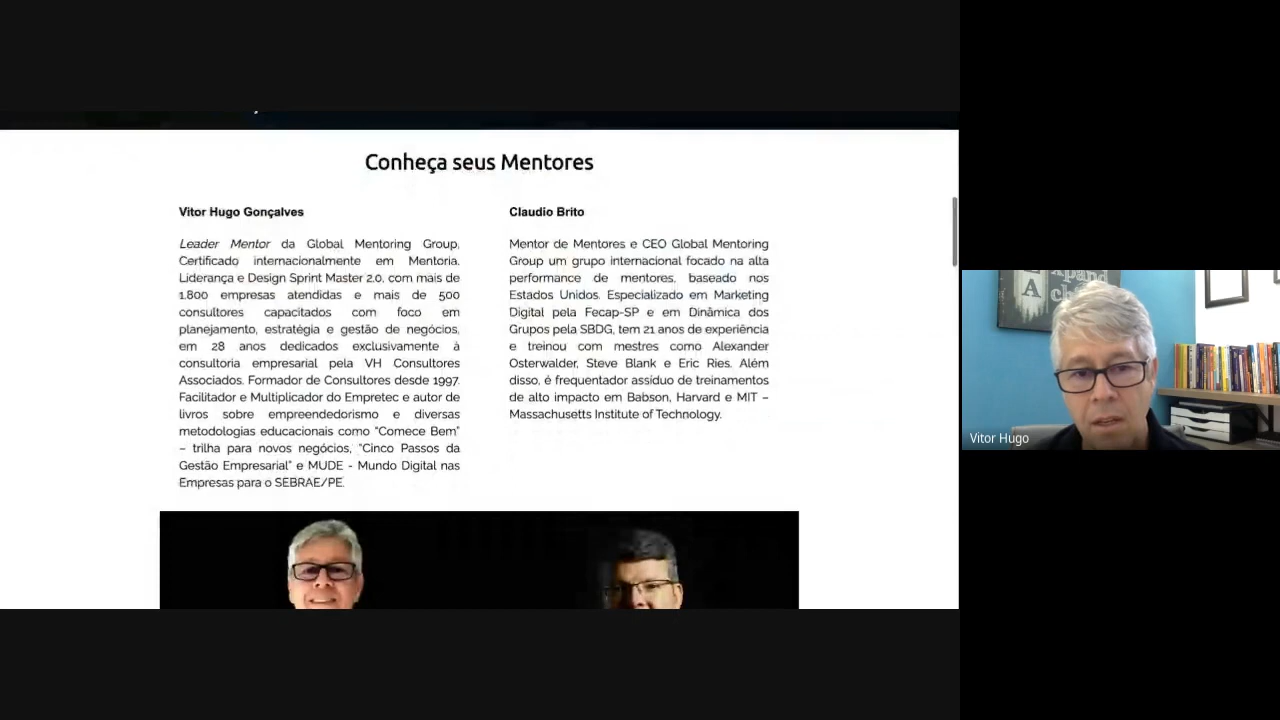 Conheça seus Mentores
Vitor Hugo Gonçalves
Leader Mentor da Global Mentoring Group,
Certificado internacionalmente em Mentoria,
Liderança e Design Sprint Master 2.0, com mais de
1.800 empresas atendidas e mais de 500
consultores capacitados com foco em
planejamento, estratégia e gestão de negócios,
em 28 anos dedicados exclusivamente à
consultoria empresarial pela VH Consultores
Associados. Formador de Consultores desde 1997.
Facilitador e Multiplicador do Empretec e autor de
livros sobre empreendedorismo e diversas
metodologias educacionais como “Comece Bem”
– trilha para novos negócios, “Cinco Passos da
Gestão Empresarial” e MUDE - Mundo Digital nas
Empresas para o SEBRAE/PE.
Claudio Brito
Mentor de Mentores e CEO Global Mentoring
Group um grupo internacional focado na alta
performance de mentores, baseado nos
Estados Unidos. Especializado em Marketing
Digital pela Fecap-SP e em Dinâmica dos
Grupos pela SBDG, tem 21 anos de experiência
e treinou com mestres como Alexander
Osterwalder, Steve Blank e Eric Ries. Além
disso, é frequentador assíduo de treinamentos
de alto impacto em Babson, Harvard e MIT –
Massachusetts Institute of Technology.
Vitor Hugo